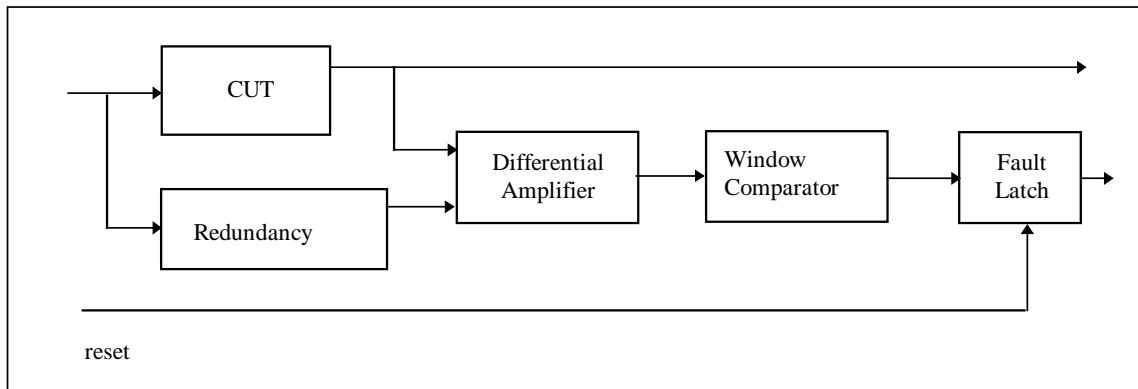 CUT
Differential
Amplifier
Window
Comparator
Fault
Latch
Redundancy
reset